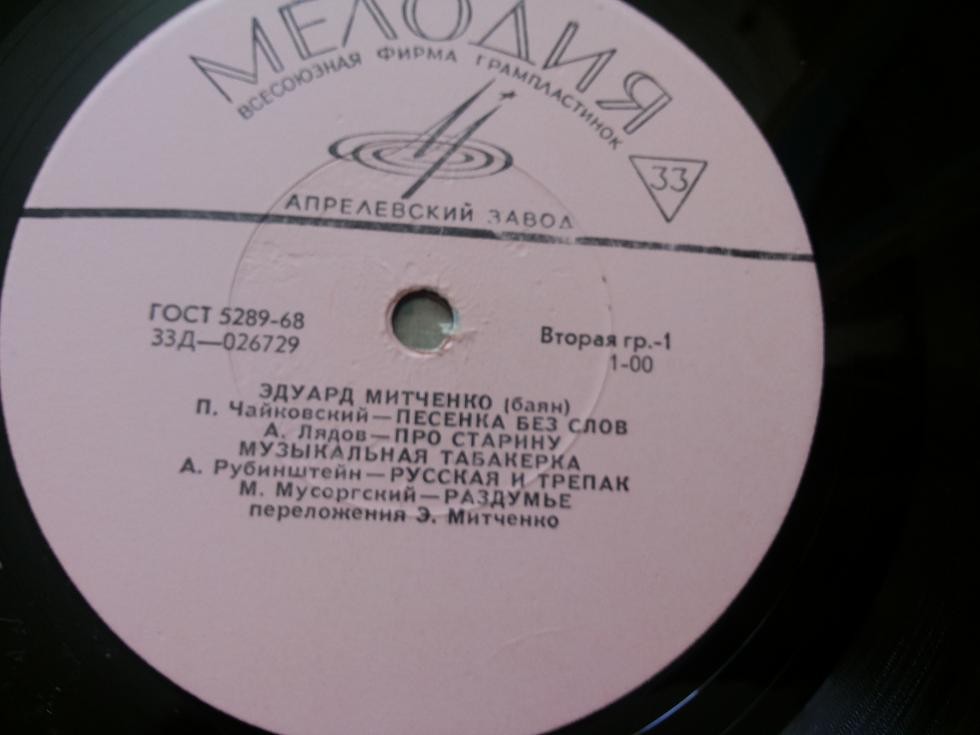 МЕЛОДИЯ
ВСЕСОЮЗНАЯ ФИРМА ГРАМПЛАСТИНОК
33
АПРЕЛЕВСКИЙ ЗАВОД
ГОСТ 5289-68
33Д—026729
Вторая гр.-1
1-00
ЭДУАРД МИТЧЕНКО (баян)
П. Чайковский—ПЕСЕНКА БЕЗ СЛОВ
А. Лядов—ПРО СТАРИНУ
МУЗЫКАЛЬНАЯ ТАБАКЕРКА
А. Рубинштейн—РУССКАЯ И ТРЕПАК
М. Мусоргский—РАЗДУМЬЕ
переложения Э. Митченко